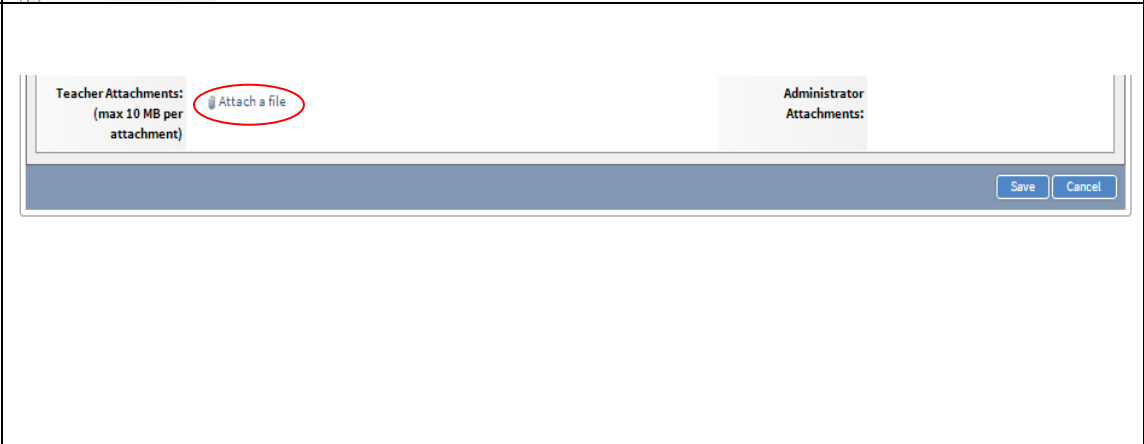 Teacher Attachments:
(max 10 MB per
attachment)
Attach a file
Administrator
Attachments:
Save
Cancel